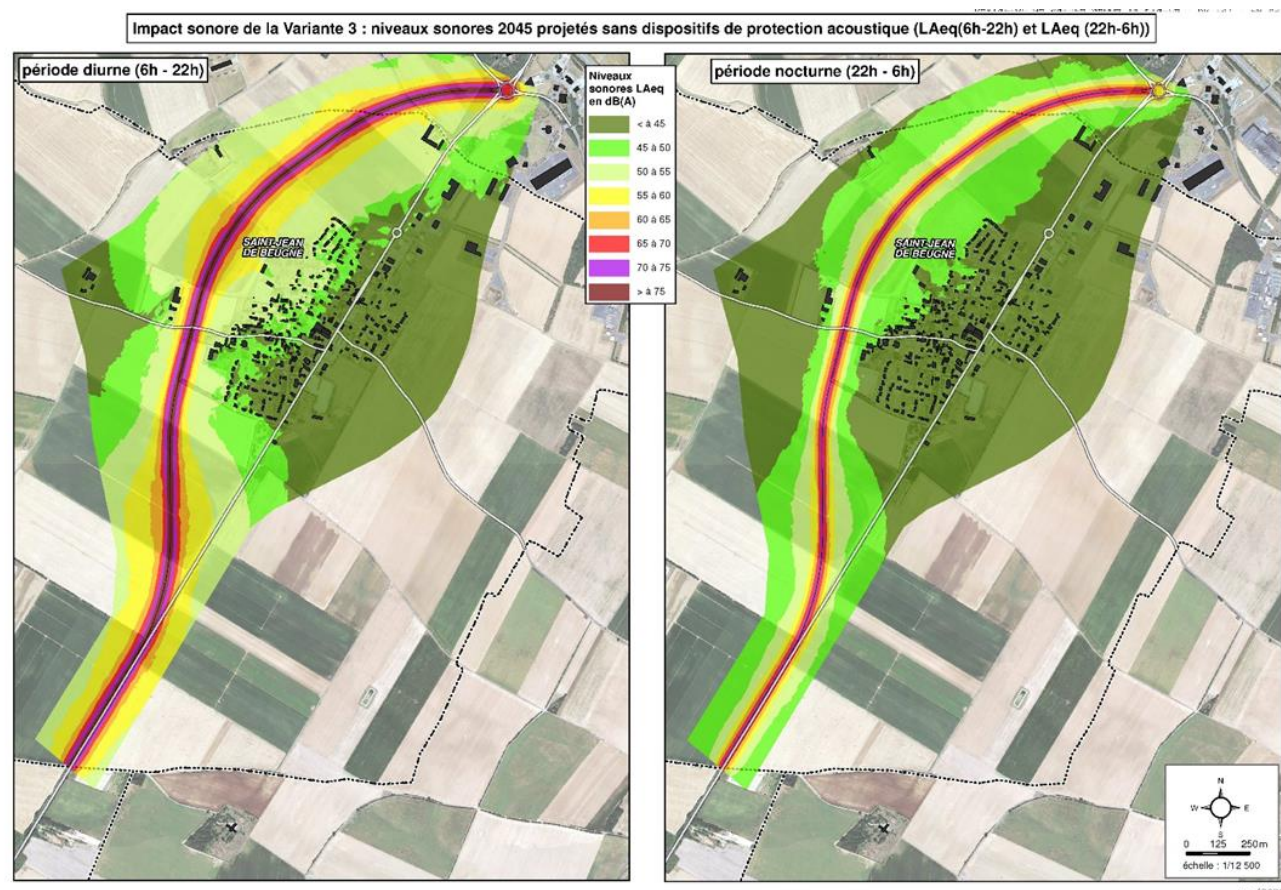 Impact sonore de la Variante 3 : niveaux sonores 2045 projetés sans dispositifs de protection acoustique (LAeq(6h-22h) et LAeq (22h-6h))
période diurne (6h - 22h)
Niveaux
sonores LAeq
en dB(A)
< à 45
45 à 50
50 à 55
55 à 60
60 à 65
65 à 70
70 à 75
> à 75
SAINT-JEAN
DE BEUGNE
période nocturne (22h - 6h)
SAINT-JEAN
DE BEUGNE
N
W E
S
0 125 250m
échelle : 1/12 500